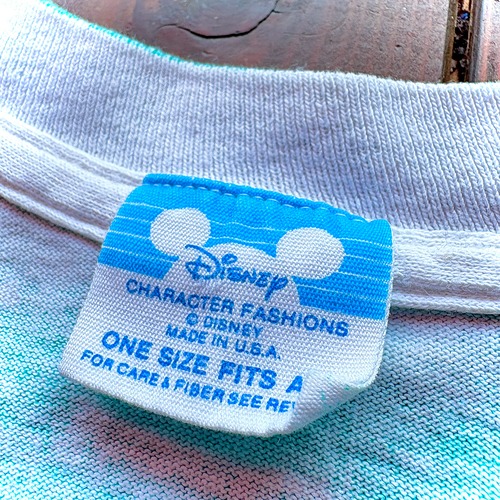 Disney
CHARACTER FASHIONS
© DISNEY
MADE IN U.S.A.
ONE SIZE FITS A
FOR CARE & FIBER SEE RE